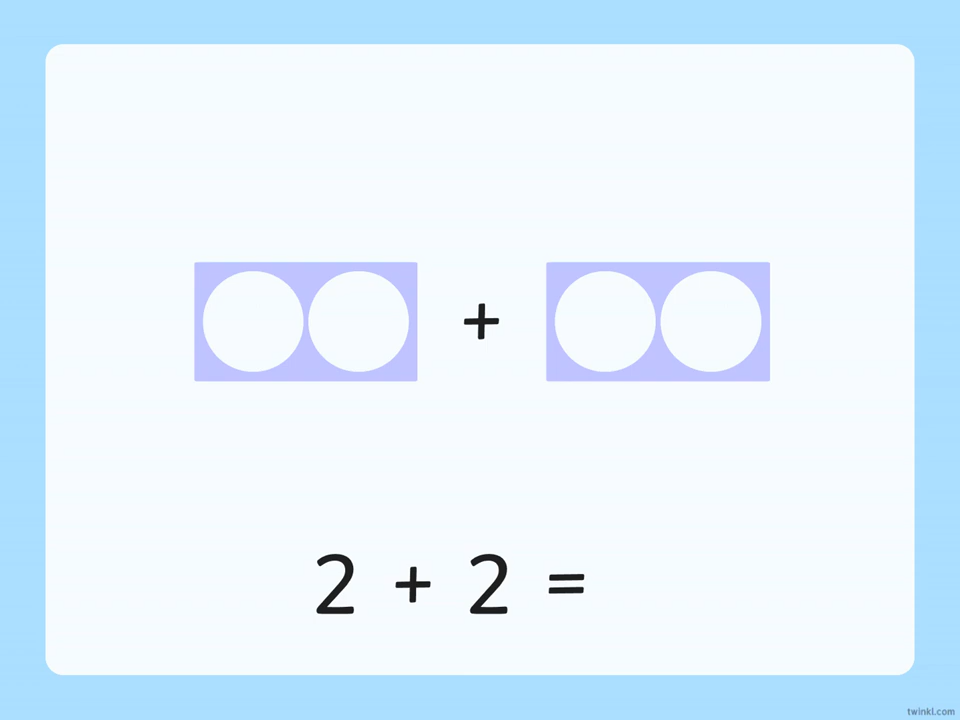 +
2 + 2 =
twinkl.com